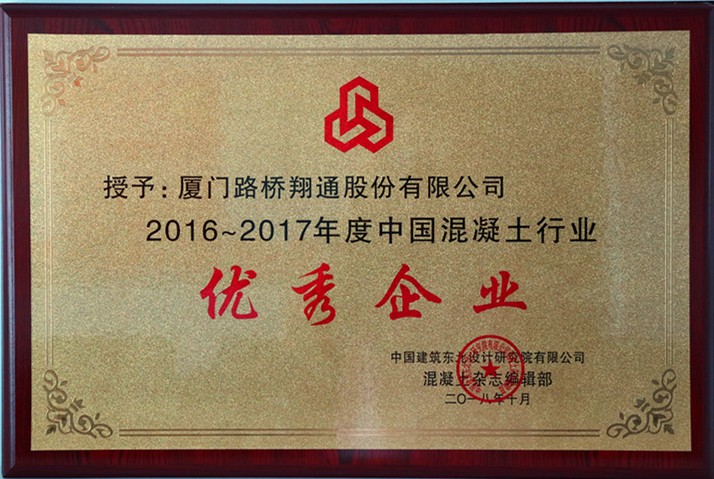 授予：厦门路桥翔通股份有限公司
2016~2017年度中国混凝土行业
优秀企业
中国建筑东北设计研究院有限公司
混凝土杂志编辑部
二〇一八年十月